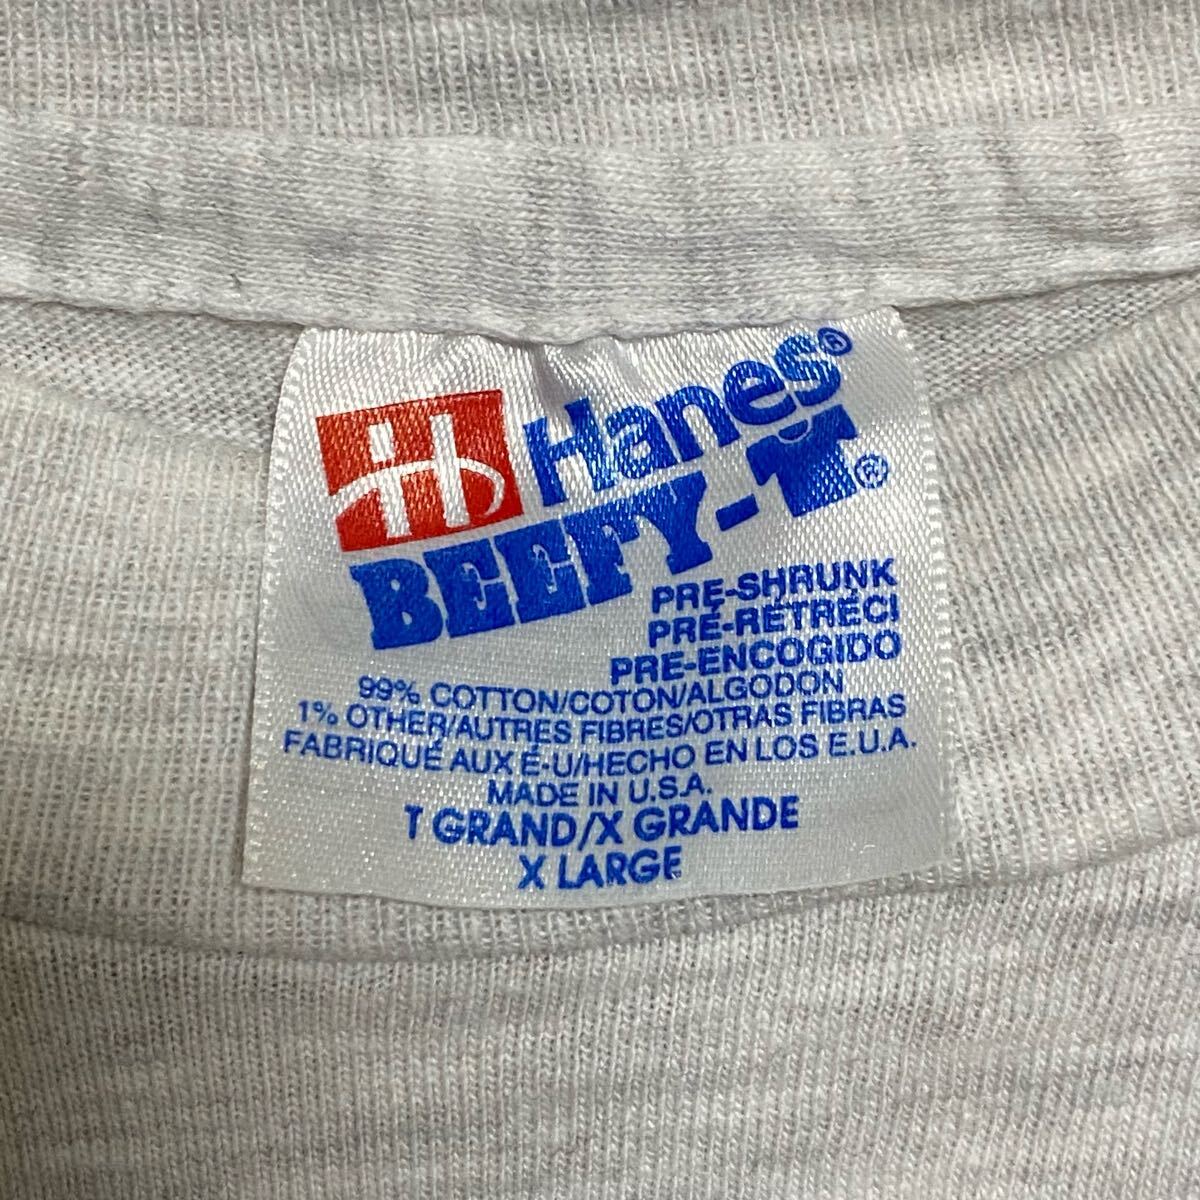 H Hanes®
BEEFY-T®
PRE-SHRUNK
PRÉ-RÉTRÉCI
PRE-ENCOGIDO
99% COTTON/COTON/ALGODON
1% OTHER/AUTRES FIBRES/OTRAS FIBRAS
FABRIQUÉ AUX É-U/HECHO EN LOS E.U.A.
MADE IN U.S.A.
T GRAND/X GRANDE
X LARGE